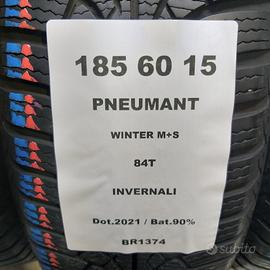 185 60 15
PNEUMANT
WINTER M+S
84T
INVERNALI
Dot.2021 / Bat.90%
BR1374
subito